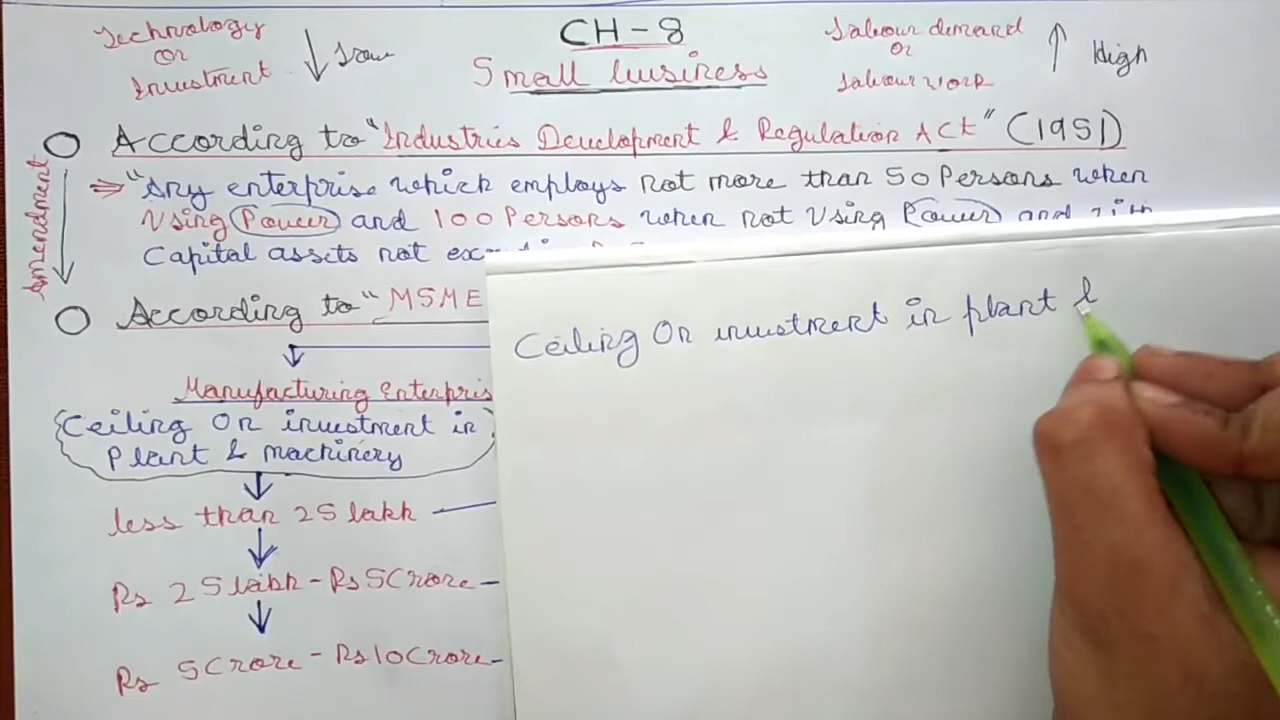 CH-8
Small business
Technology
Or
Investment
low
Labour demand
Or
labour work
High
According to "Industries Development & Regulation Act" (1951)
Amendment
⇒ "Any enterprise which employs not more than 50 Persons when
Using Power and 100 Persons when not Using Power and with
Capital assets not exc
According to "MSME
Manufacturing Enterpris
Ceiling On investment in
Plant & machinery
less than 25 lakh
Rs 25 lakh - Rs 5 Crore
Rs 5 Crore - Rs 10 Crore
Ceiling On investment in plant &